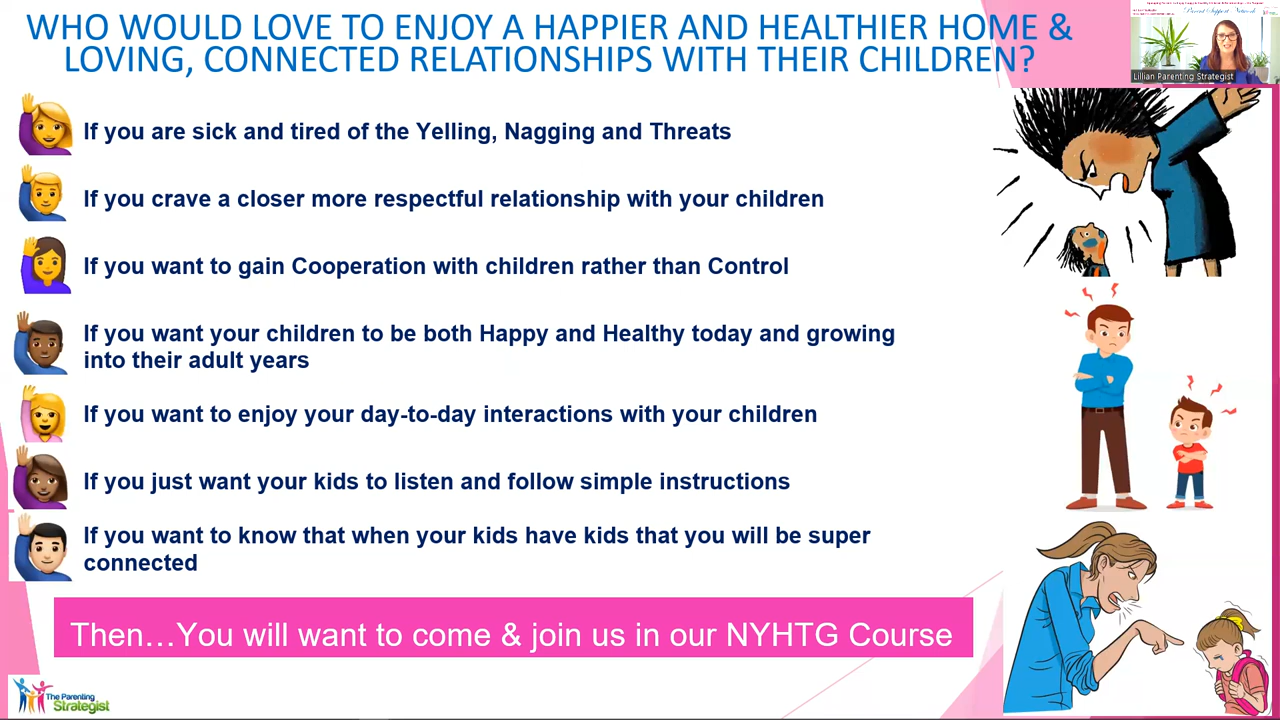 WHO WOULD LOVE TO ENJOY A HAPPIER AND HEALTHIER HOME &
LOVING, CONNECTED RELATIONSHIPS WITH THEIR CHILDREN?
Parent Support Network
Lillian Parenting Strategist
If you are sick and tired of the Yelling, Nagging and Threats
If you crave a closer more respectful relationship with your children
If you want to gain Cooperation with children rather than Control
If you want your children to be both Happy and Healthy today and growing
into their adult years
If you want to enjoy your day-to-day interactions with your children
If you just want your kids to listen and follow simple instructions
If you want to know that when your kids have kids that you will be super
connected
Then...You will want to come & join us in our NYHTG Course
The Parenting
Strategist